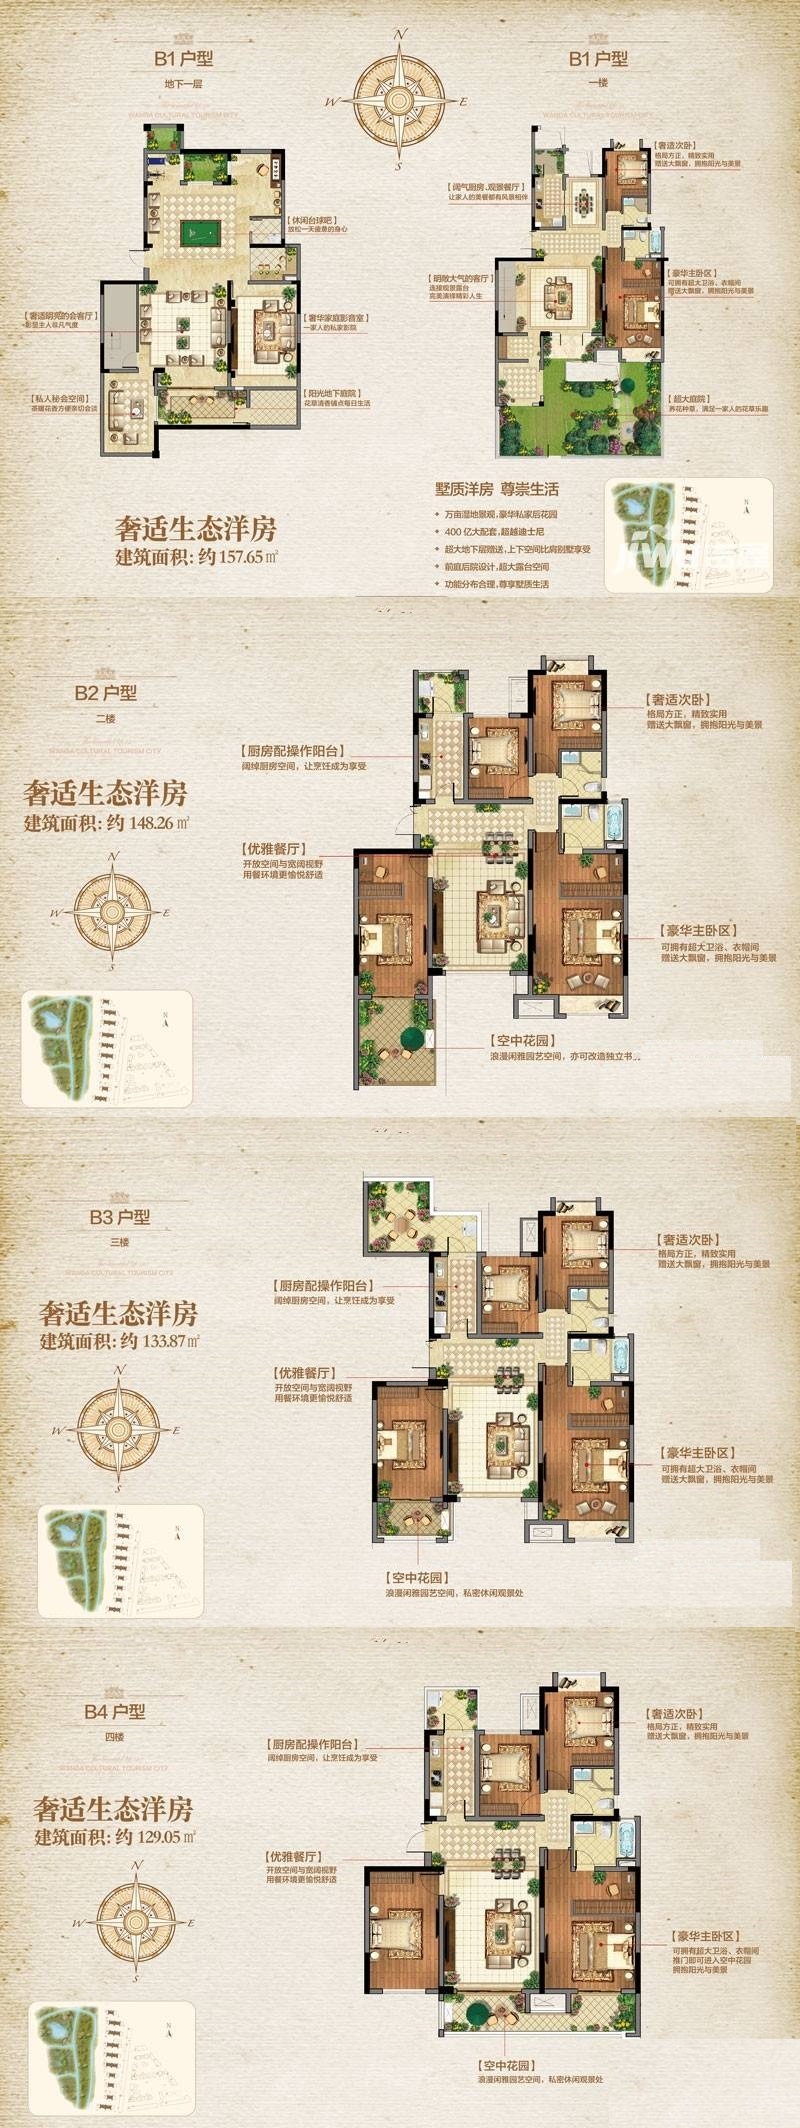 B1 户型
地下一层
WANDA CULTURAL TOURISM CITY
N
W
E
S
B1 户型
一楼
WANDA CULTURAL TOURISM CITY
【休闲台球吧】
放松一天疲惫的身心
【奢适明亮的会客厅】
彰显主人非凡气度
【奢华家庭影音室】
一家人的私家影院
【私人秘会空间】
茶暖花香方便亲切会谈
【阳光地下庭院】
花草清香铺点每日生活
【奢适次卧】
格局方正，精致实用
赠送大飘窗，拥抱阳光与美景
【阔气厨房、观景餐厅】
让家人的美餐都有风景相伴
【明敞大气的客厅】
连接观景露台
完美演绎精彩人生
【豪华主卧区】
可拥有超大卫浴、衣帽间
赠送大飘窗，拥抱阳光与美景
【超大庭院】
养花种草，满足一家人的花草乐趣
奢适生态洋房
建筑面积: 约 157.65 ㎡
墅质洋房 尊崇生活
万亩湿地景观，豪华私家后花园
400 亿大配套，超越迪士尼
超大地下层赠送，上下空间比肩别墅享受
前庭后院设计，超大露台空间
功能分布合理，尊享墅质生活
N
B2 户型
二楼
WANDA CULTURAL TOURISM CITY
奢适生态洋房
建筑面积: 约 148.26 ㎡
N
W
E
S
N
【奢适次卧】
格局方正，精致实用
赠送大飘窗，拥抱阳光与美景
【厨房配操作阳台】
阔绰厨房空间，让烹饪成为享受
【优雅餐厅】
开放空间与宽阔视野
用餐环境更愉悦舒适
【豪华主卧区】
可拥有超大卫浴、衣帽间
赠送大飘窗，拥抱阳光与美景
【空中花园】
浪漫闲雅园艺空间，亦可改造独立书...
B3 户型
三楼
WANDA CULTURAL TOURISM CITY
奢适生态洋房
建筑面积: 约 133.87 ㎡
N
W
E
S
N
【奢适次卧】
格局方正，精致实用
赠送大飘窗，拥抱阳光与美景
【厨房配操作阳台】
阔绰厨房空间，让烹饪成为享受
【优雅餐厅】
开放空间与宽阔视野
用餐环境更愉悦舒适
【豪华主卧区】
可拥有超大卫浴、衣帽间
赠送大飘窗，拥抱阳光与美景
【空中花园】
浪漫闲雅园艺空间，私密休闲观景处
B4 户型
四楼
WANDA CULTURAL TOURISM CITY
奢适生态洋房
建筑面积: 约 129.05 ㎡
N
W
E
S
N
【奢适次卧】
格局方正，精致实用
赠送大飘窗，拥抱阳光与美景
【厨房配操作阳台】
阔绰厨房空间，让烹饪成为享受
【优雅餐厅】
开放空间与宽阔视野
用餐环境更愉悦舒适
【豪华主卧区】
可拥有超大卫浴、衣帽间
推门即可进入空中花园
拥抱阳光与美景
【空中花园】
浪漫闲雅园艺空间，私密休闲观景处